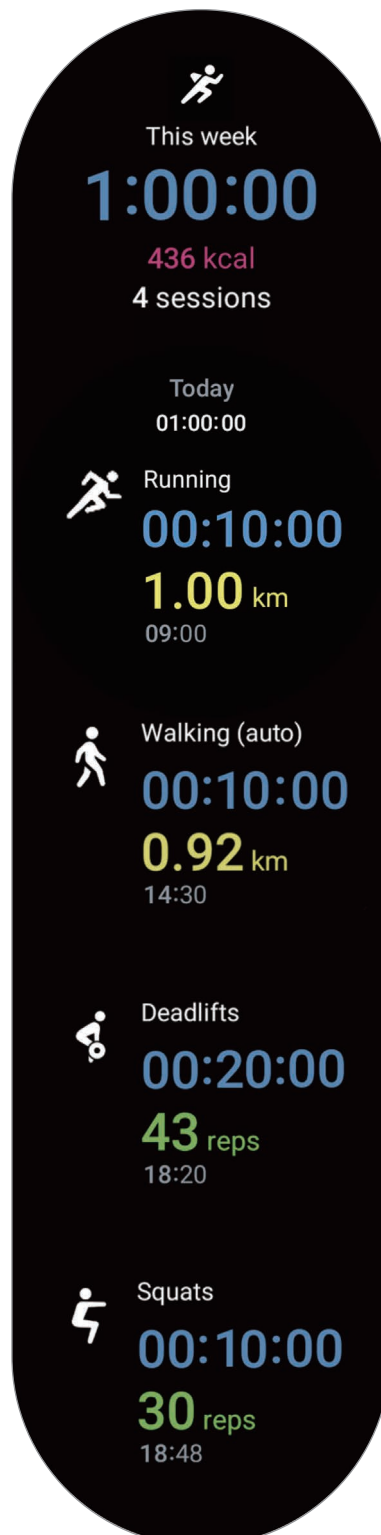 This week
1:00:00
436 kcal
4 sessions
Today
01:00:00
Running
00:10:00
1.00 km
09:00
Walking (auto)
00:10:00
0.92 km
14:30
Deadlifts
00:20:00
43 reps
18:20
Squats
00:10:00
30 reps
18:48